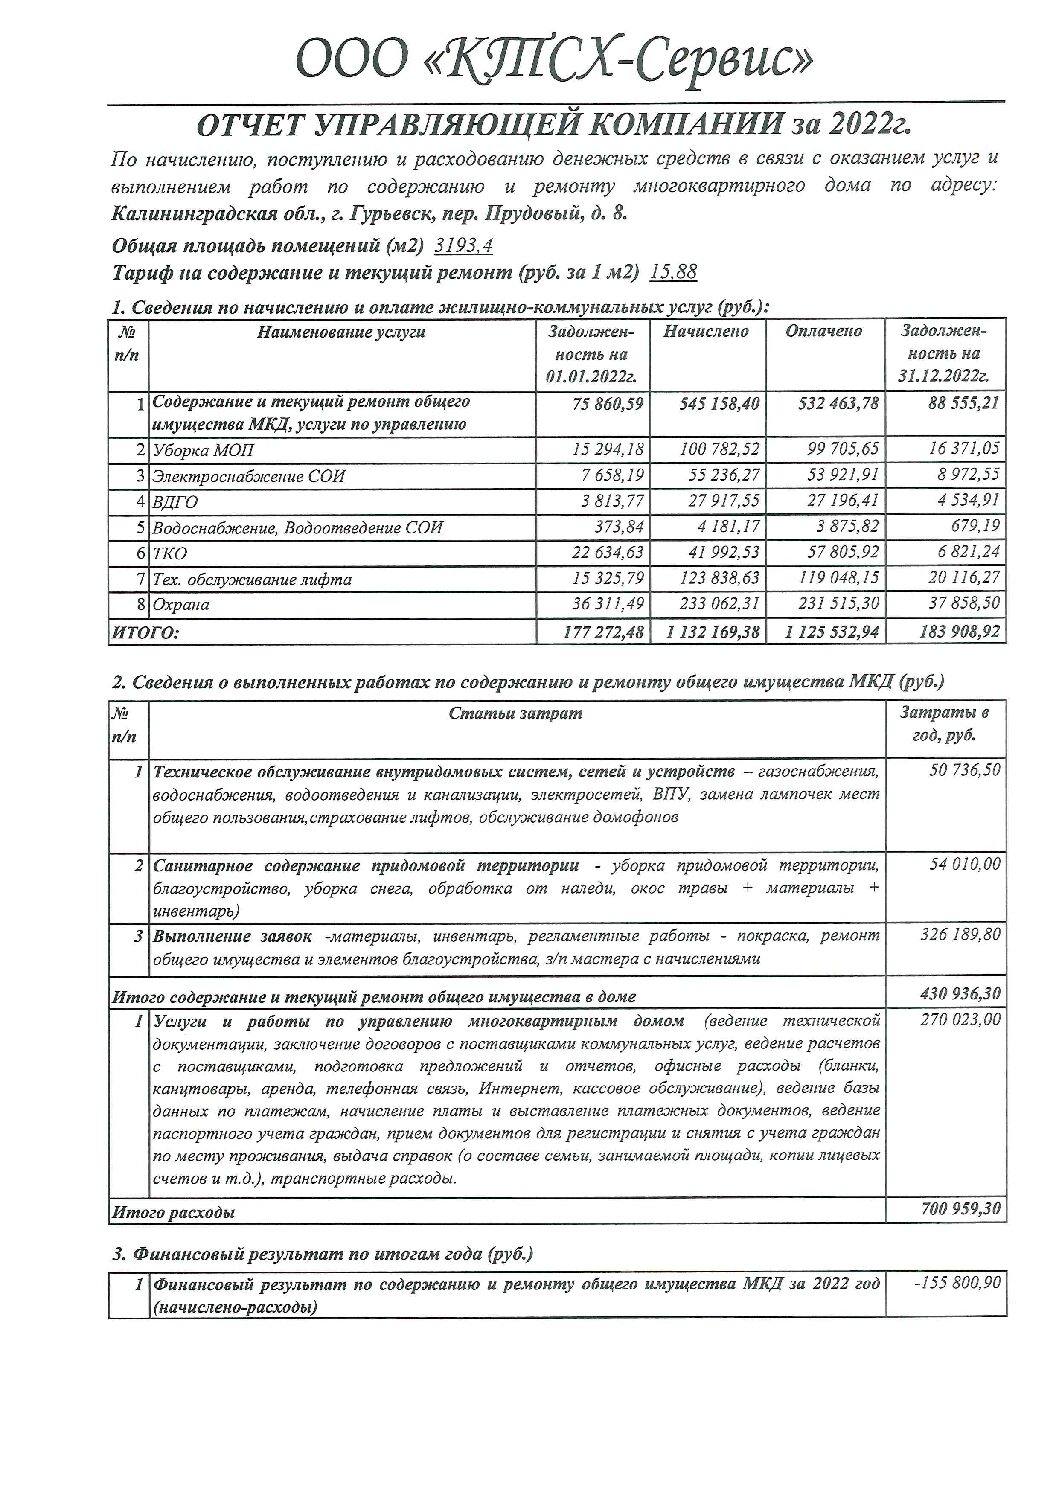 ООО «КТСХ-Сервис»
ОТЧЕТ УПРАВЛЯЮЩЕЙ КОМПАНИИ за 2022г.
По начислению, поступлению и расходованию денежных средств в связи с оказанием услуг и
выполнением работ по содержанию и ремонту многоквартирного дома по адресу:
Калининградская обл., г. Гурьевск, пер. Прудовый, д. 8.
Общая площадь помещений (м2) 3193,4
Тариф на содержание и текущий ремонт (руб. за 1 м2) 15,88
1. Сведения по начислению и оплате жилищно-коммунальных услуг (руб.):
№ Наименование услуги Задолжен- Начислено Оплачено Задолжен-
п/п ность на ность на
01.01.2022г. 31.12.2022г.
1 Содержание и текущий ремонт общего 75 860,59 545 158,40 532 463,78 88 555,21
имущества МКД, услуги по управлению
2 Уборка МОП 15 294,18 100 782,52 99 705,65 16 371,05
3 Электроснабжение СОИ 7 658,19 55 236,27 53 921,91 8 972,55
4 ВДГО 3 813,77 27 917,55 27 196,41 4 534,91
5 Водоснабжение, Водоотведение СОИ 373,84 4 181,17 3 875,82 679,19
6 ТКО 22 634,63 41 992,53 57 805,92 6 821,24
7 Тех. обслуживание лифта 15 325,79 123 838,63 119 048,15 20 116,27
8 Охрана 36 311,49 233 062,31 231 515,30 37 858,50
ИТОГО: 177 272,48 1 132 169,38 1 125 532,94 183 908,92
2. Сведения о выполненных работах по содержанию и ремонту общего имущества МКД (руб.)
№ Статьи затрат Затраты в
п/п год, руб.
1 Техническое обслуживание внутридомовых систем, сетей и устройств – газоснабжения, 50 736,50
водоснабжения, водоотведения и канализации, электросетей, ВПУ, замена лампочек мест
общего пользования,страхование лифтов, обслуживание домофонов
2 Санитарное содержание придомовой территории - уборка придомовой территории, 54 010,00
благоустройство, уборка снега, обработка от наледи, окос травы + материалы +
инвентарь)
3 Выполнение заявок -материалы, инвентарь, регламентные работы - покраска, ремонт 326 189,80
общего имущества и элементов благоустройства, з/п мастера с начислениями
Итого содержание и текущий ремонт общего имущества в доме 430 936,30
1 Услуги и работы по управлению многоквартирным домом (ведение технической 270 023,00
документации, заключение договоров с поставщиками коммунальных услуг, ведение расчетов
с поставщиками, подготовка предложений и отчетов, офисные расходы (бланки,
канцтовары, аренда, телефонная связь, Интернет, кассовое обслуживание), ведение базы
данных по платежам, начисление платы и выставление платежных документов, ведение
паспортного учета граждан, прием документов для регистрации и снятия с учета граждан
по месту проживания, выдача справок (о составе семьи, занимаемой площади, копии лицевых
счетов и т.д.), транспортные расходы.
Итого расходы 700 959,30
3. Финансовый результат по итогам года (руб.)
1 Финансовый результат по содержанию и ремонту общего имущества МКД за 2022 год -155 800,90
(начислено-расходы)